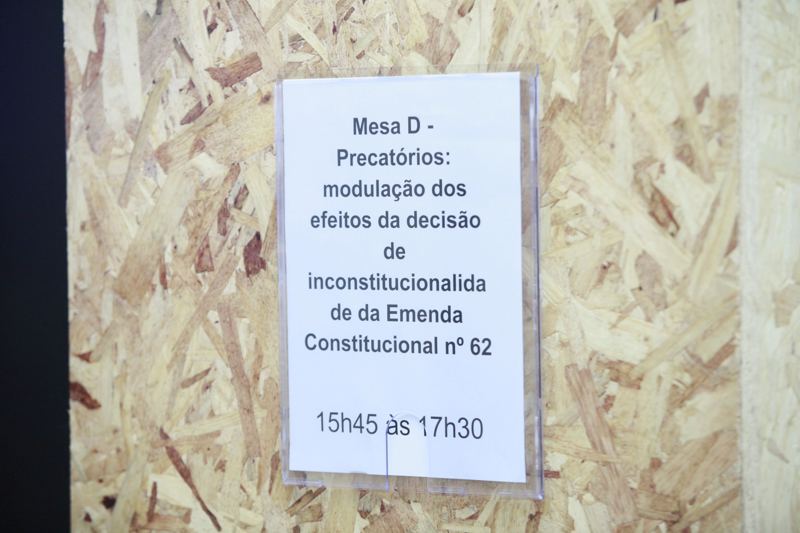 Mesa D -
Precatórios:
modulação dos
efeitos da decisão
de
inconstitucionalida
de da Emenda
Constitucional nº 62
15h45 às 17h30